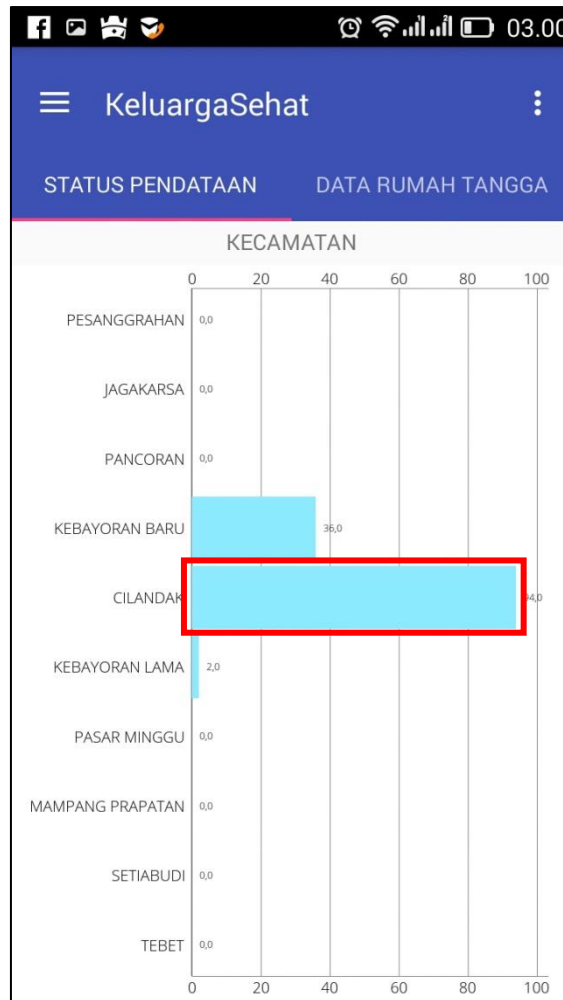 03.00
KeluargaSehat
STATUS PENDATAAN DATA RUMAH TANGGA
KECAMATAN
0 20 40 60 80 100
PESANGGRAHAN 0,0
JAGAKARSA 0,0
PANCORAN 0,0
KEBAYORAN BARU 36,0
CILANDAK 94,0
KEBAYORAN LAMA 2,0
PASAR MINGGU 0,0
MAMPANG PRAPATAN 0,0
SETIABUDI 0,0
TEBET 0,0
0 20 40 60 80 100